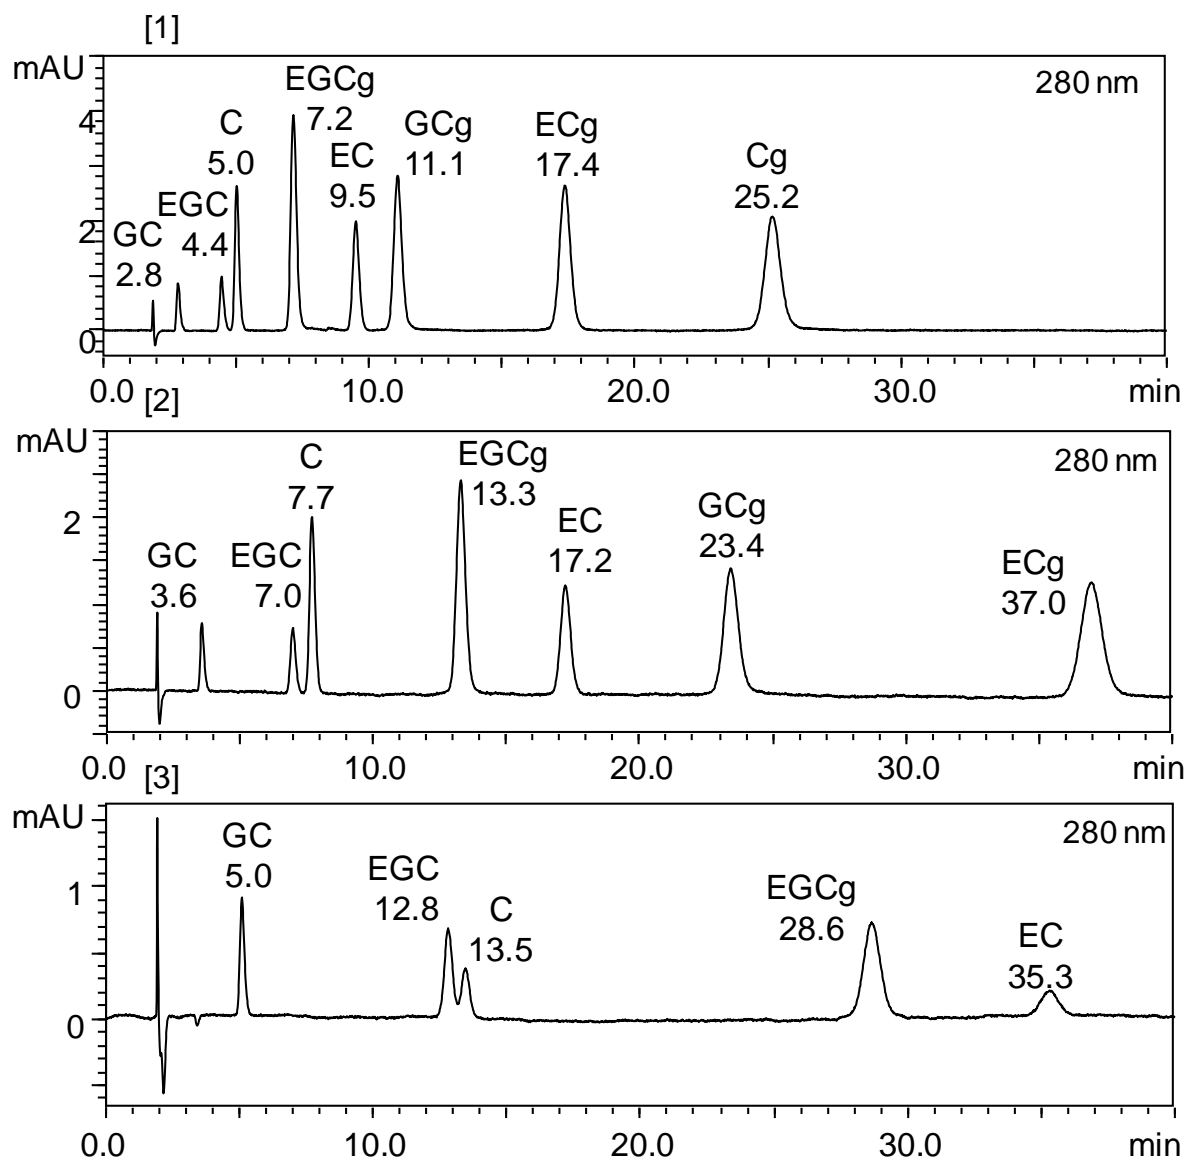 [1]
mAU
280 nm
EGCg
7.2
C
5.0
GCg
11.1
ECg
17.4
EC
9.5
Cg
25.2
EGC
4.4
GC
2.8
4
2
0
0.0 10.0 20.0 30.0 min
[2]
mAU
280 nm
C
7.7
EGCg
13.3
EC
17.2
GCg
23.4
GC
3.6
EGC
7.0
ECg
37.0
2
0
0.0 10.0 20.0 30.0 min
[3]
mAU
280 nm
GC
5.0
EGC
12.8
C
13.5
EGCg
28.6
EC
35.3
1
0
0.0 10.0 20.0 30.0 min